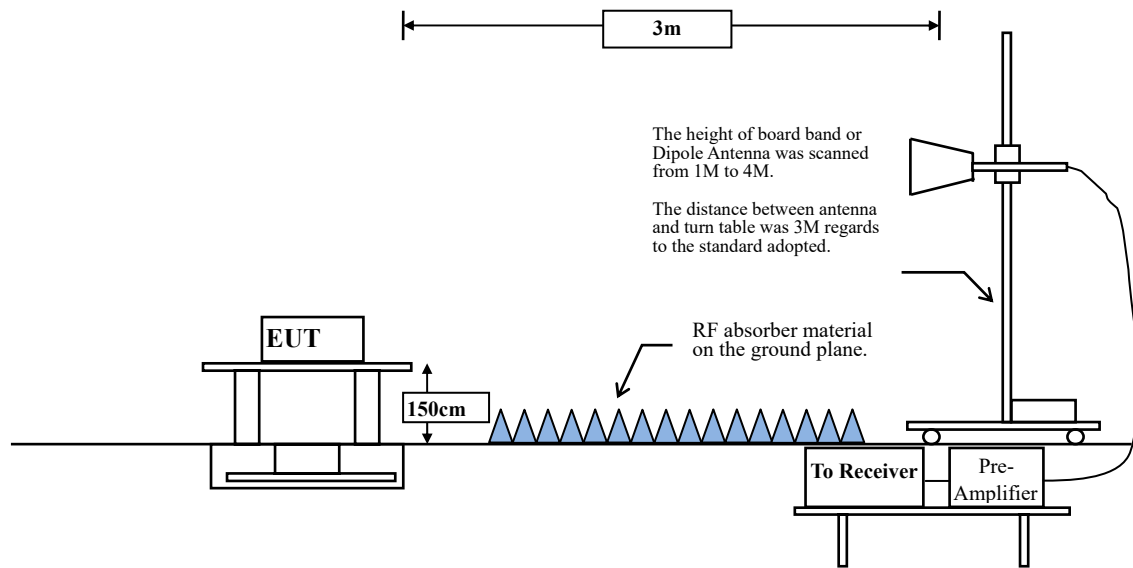 3m
The height of board band or
Dipole Antenna was scanned
from 1M to 4M.
The distance between antenna
and turn table was 3M regards
to the standard adopted.
RF absorber material
on the ground plane.
EUT
150cm
To Receiver
Pre-
Amplifier